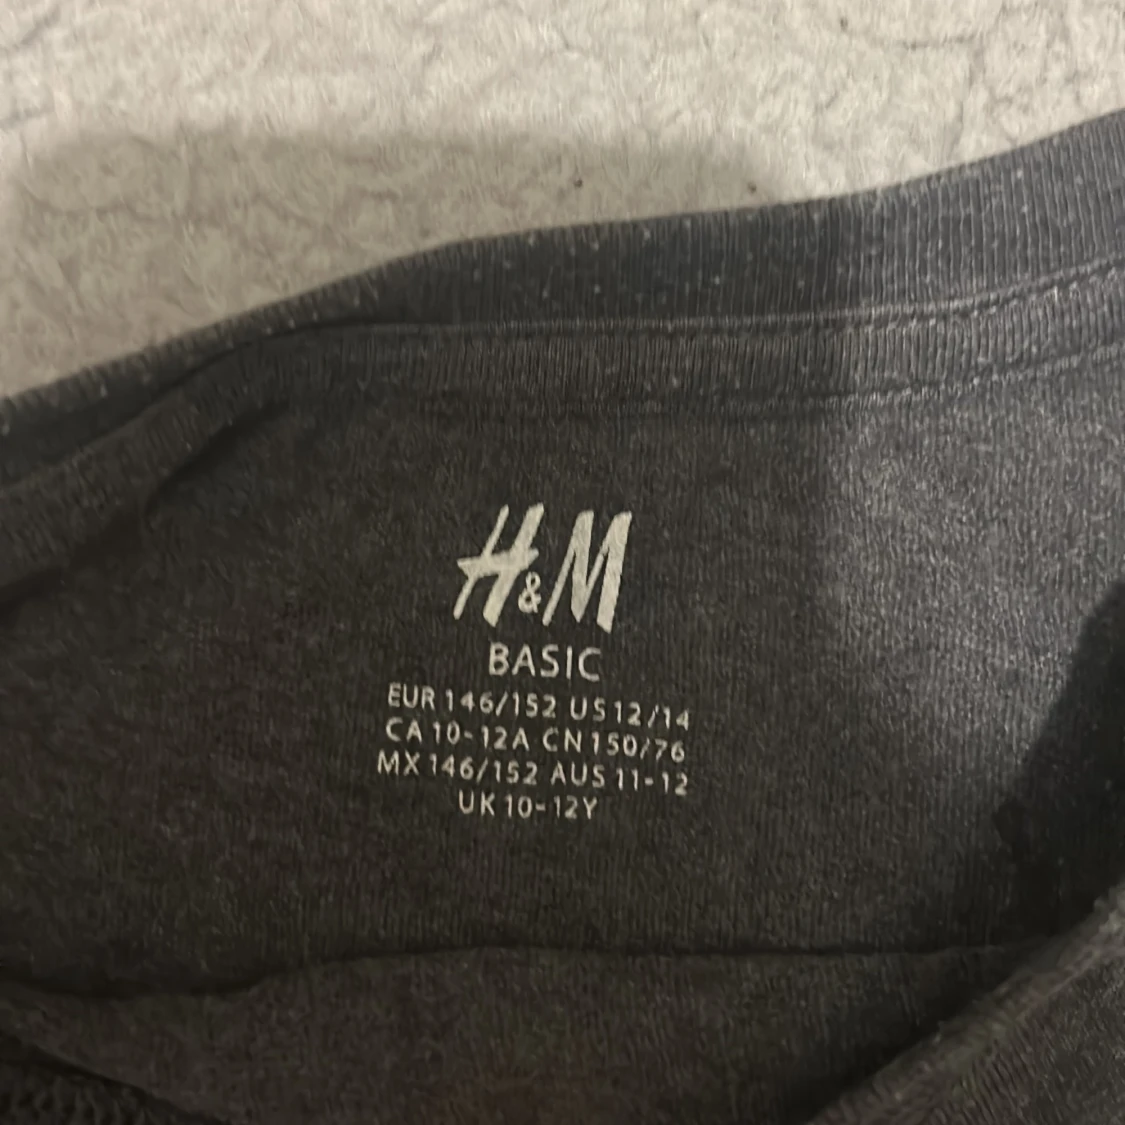 H&M
BASIC
EUR 146/152 US 12/14
CA 10-12A CN 150/76
MX 146/152 AUS 11-12
UK 10-12Y